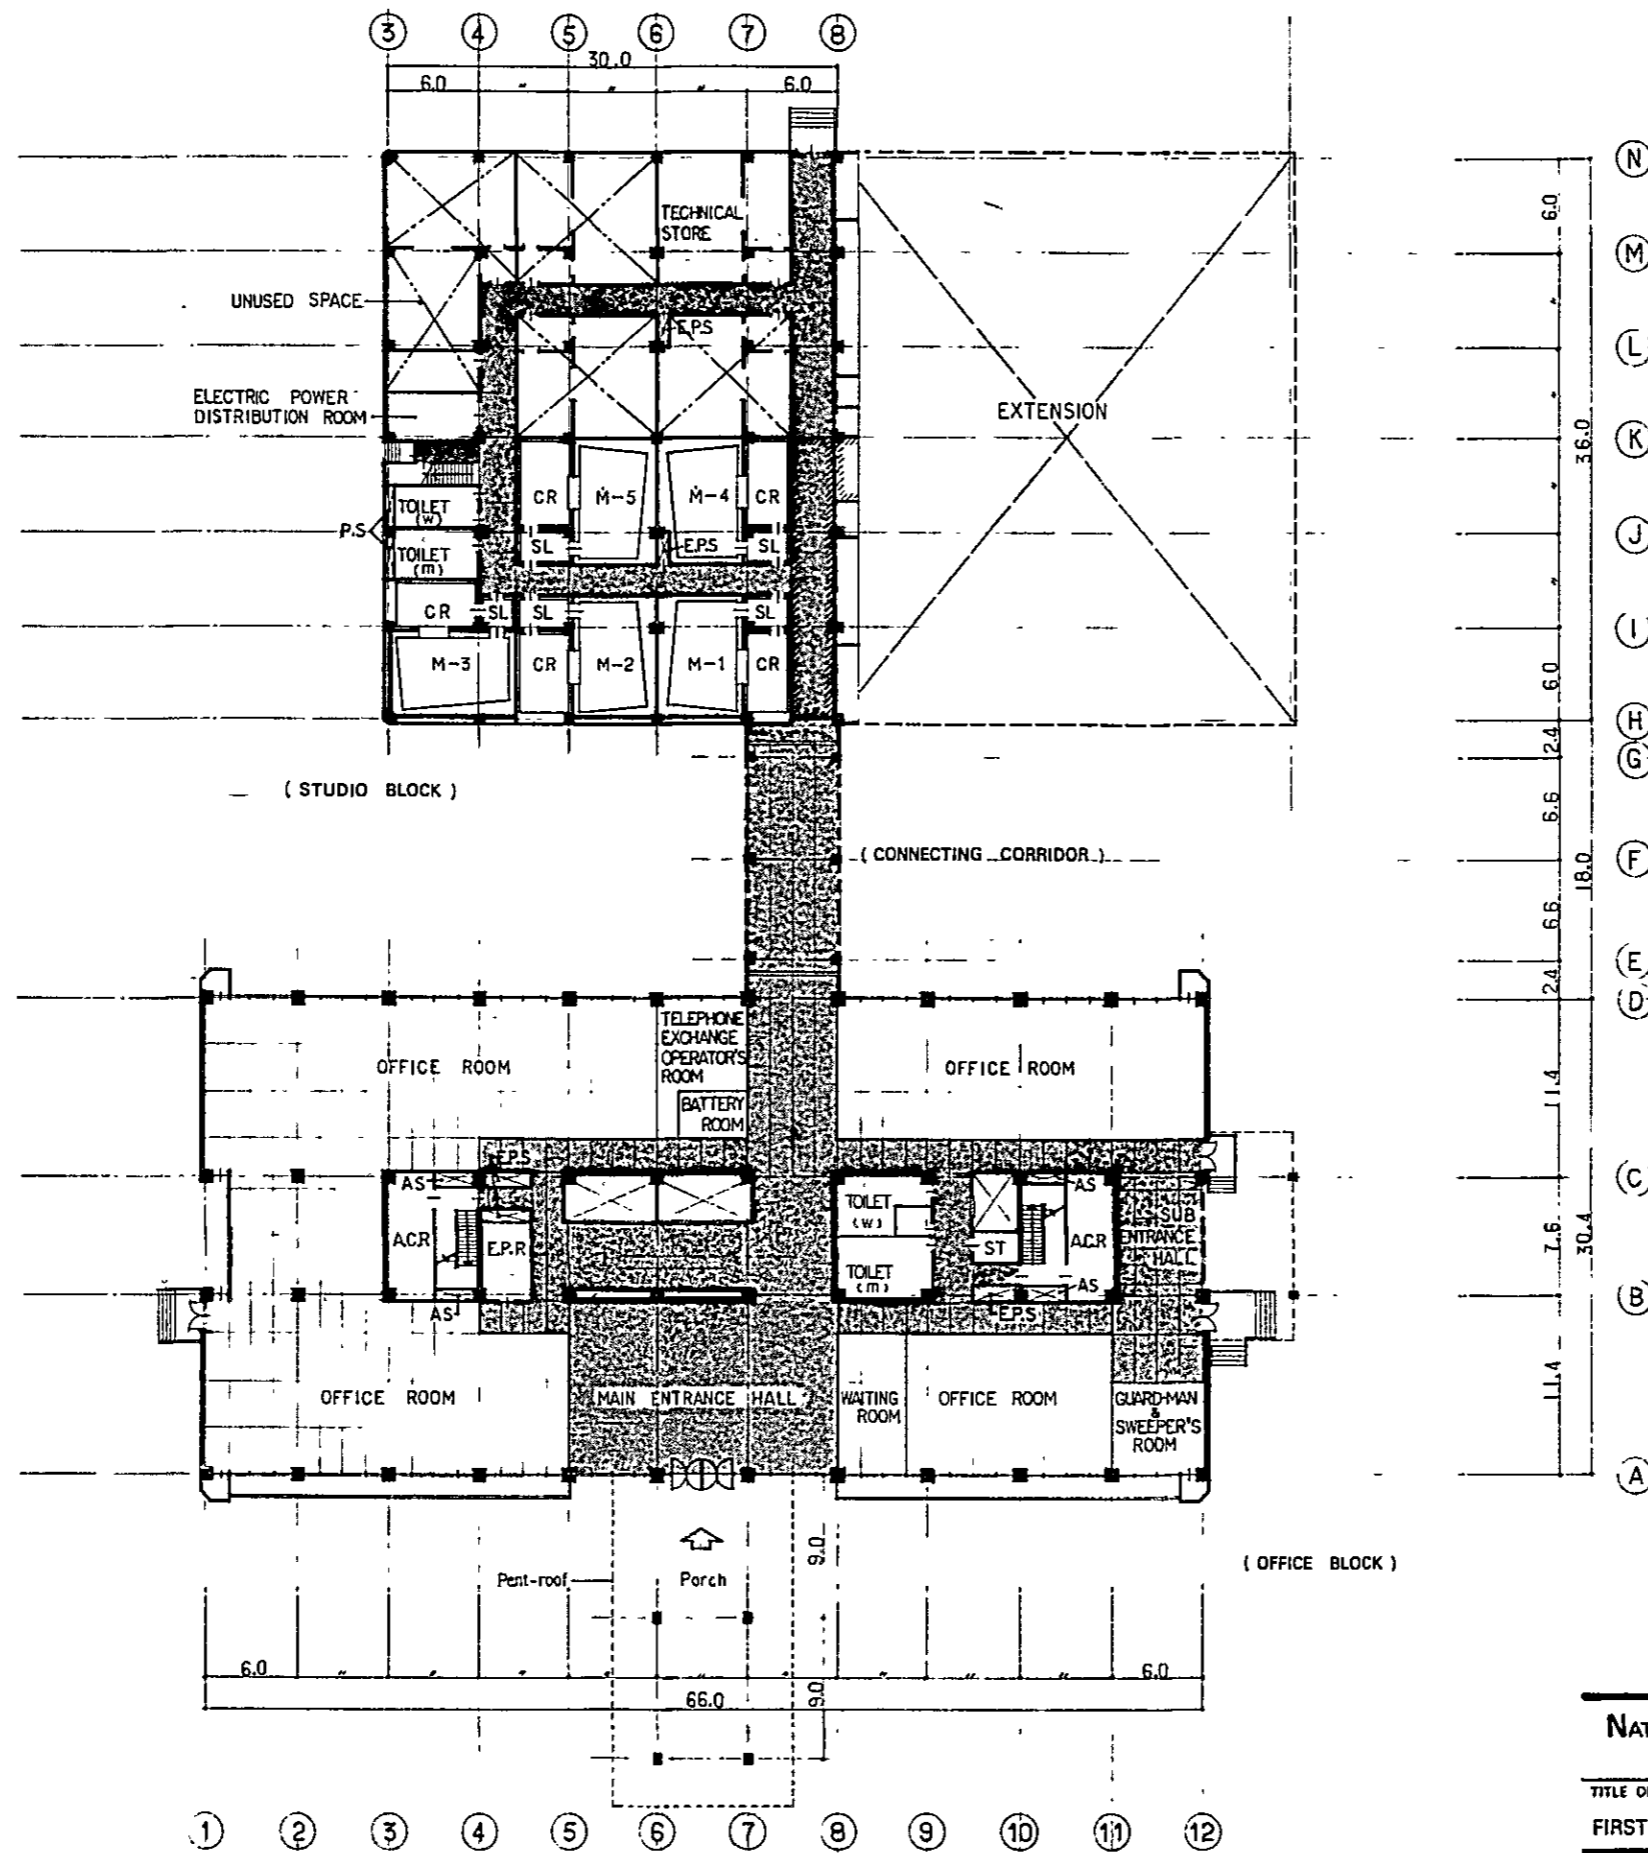 3 4 5 6 7 8
30.0
6.0 " " " 6.0
N
6.0
TECHNICAL
STORE
M
UNUSED SPACE
"
E.P.S
L
ELECTRIC POWER
DISTRIBUTION ROOM
EXTENSION
"
K
36.0
CR M-5 M-4 CR
"
TOILET
(W)
P.S
J
SL E.P.S SL
TOILET
(m)
"
CR SL SL SL
I
M-3 CR M-2 M-1 CR
6.0
H
2.4
G
( STUDIO BLOCK )
6.6
( CONNECTING CORRIDOR )
F
18.0
6.6
E
2.4
D
TELEPHONE
EXCHANGE
OPERATOR'S
ROOM
OFFICE ROOM
OFFICE ROOM
11.4
BATTERY
ROOM
E.P.S
AS
AS
C
TOILET
(W)
SUB
ENTRANCE
HALL
A.C.R
E.P.R
ST
A.C.R
7.6
30.4
TOILET
(m)
AS
AS
E.P.S
B
OFFICE ROOM
MAIN ENTRANCE HALL
WAITING
ROOM
OFFICE ROOM
GUARD-MAN
&
SWEEPER'S
ROOM
11.4
A
9.0
( OFFICE BLOCK )
Pent-roof
Porch
6.0 " " " " " " " " " 6.0
66.0
9.0
NAT
TITLE O
FIRST
1 2 3 4 5 6 7 8 9 10 11 12